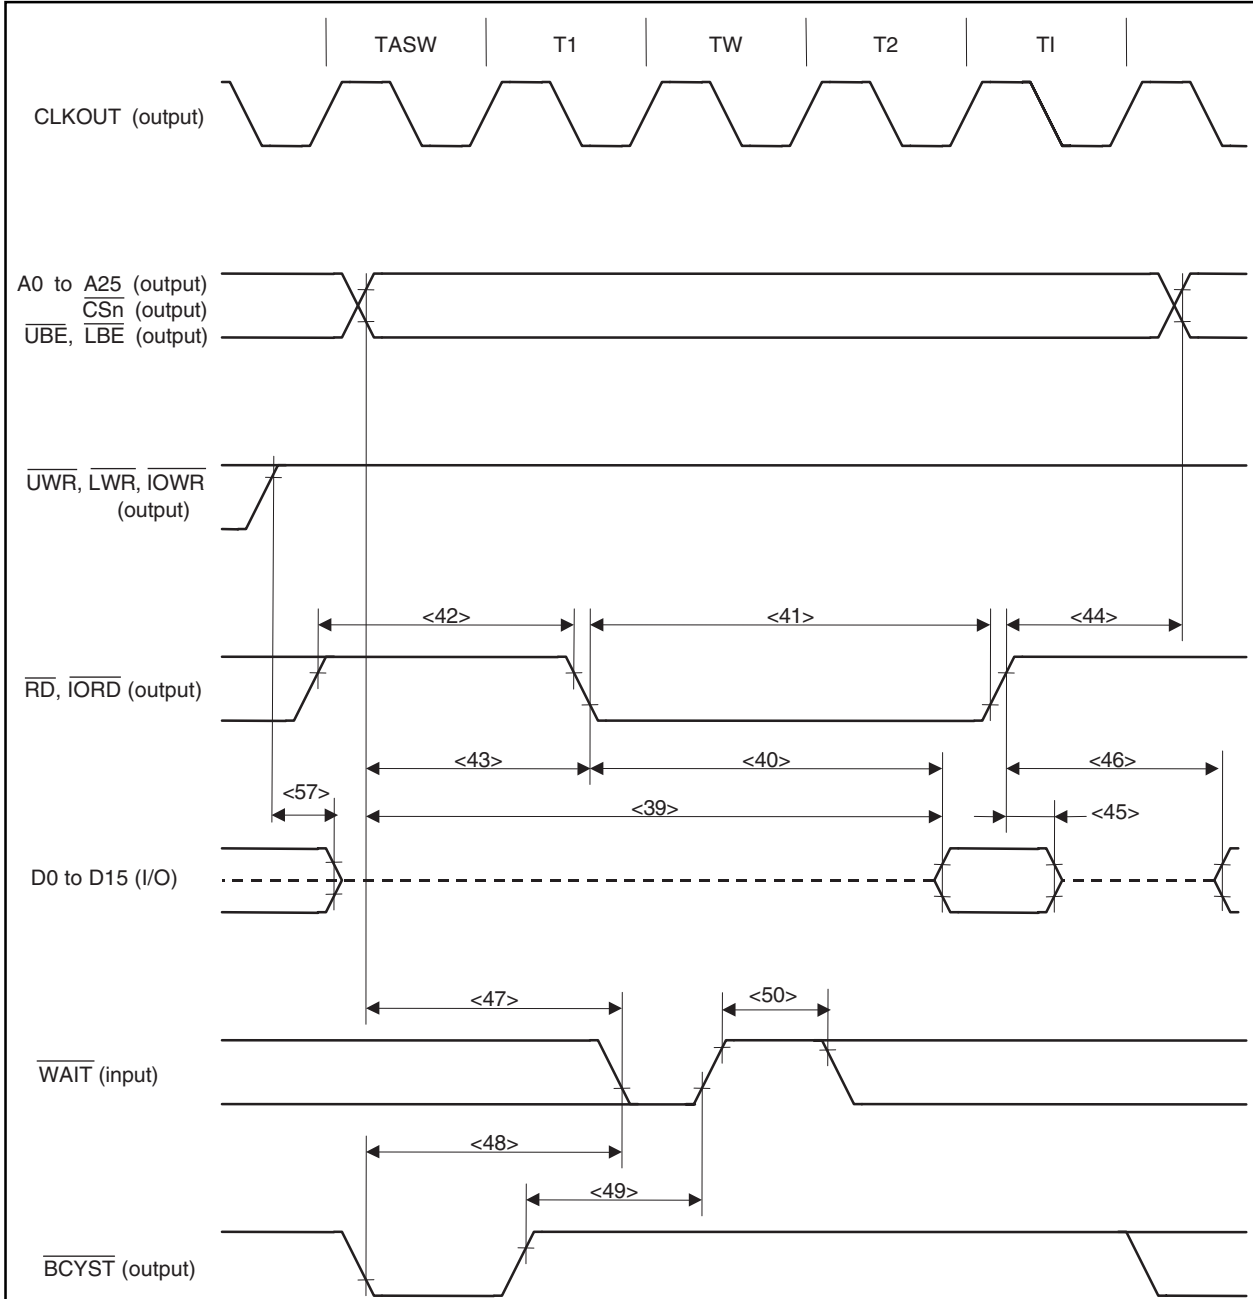 TASW T1 TW T2 TI
CLKOUT (output)
A0 to A25 (output)
CSn (output)
UBE, LBE (output)
UWR, LWR, IOWR
(output)
<42> <41> <44>
RD, IORD (output)
<43> <40> <46>
<57> <39> <45>
D0 to D15 (I/O)
<47> <50>
WAIT (input)
<48>
<49>
BCYST (output)